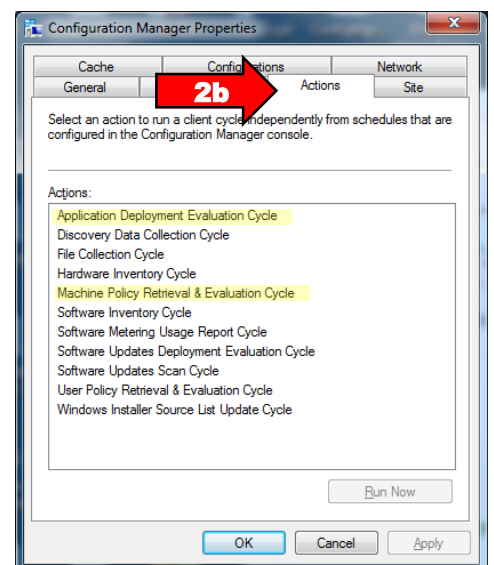 Configuration Manager Properties
Cache Configurations Network
General 2b Actions Site
Select an action to run a client cycle independently from schedules that are
configured in the Configuration Manager console.
Actions:
Application Deployment Evaluation Cycle
Discovery Data Collection Cycle
File Collection Cycle
Hardware Inventory Cycle
Machine Policy Retrieval & Evaluation Cycle
Software Inventory Cycle
Software Metering Usage Report Cycle
Software Updates Deployment Evaluation Cycle
Software Updates Scan Cycle
User Policy Retrieval & Evaluation Cycle
Windows Installer Source List Update Cycle
Run Now
OK Cancel Apply